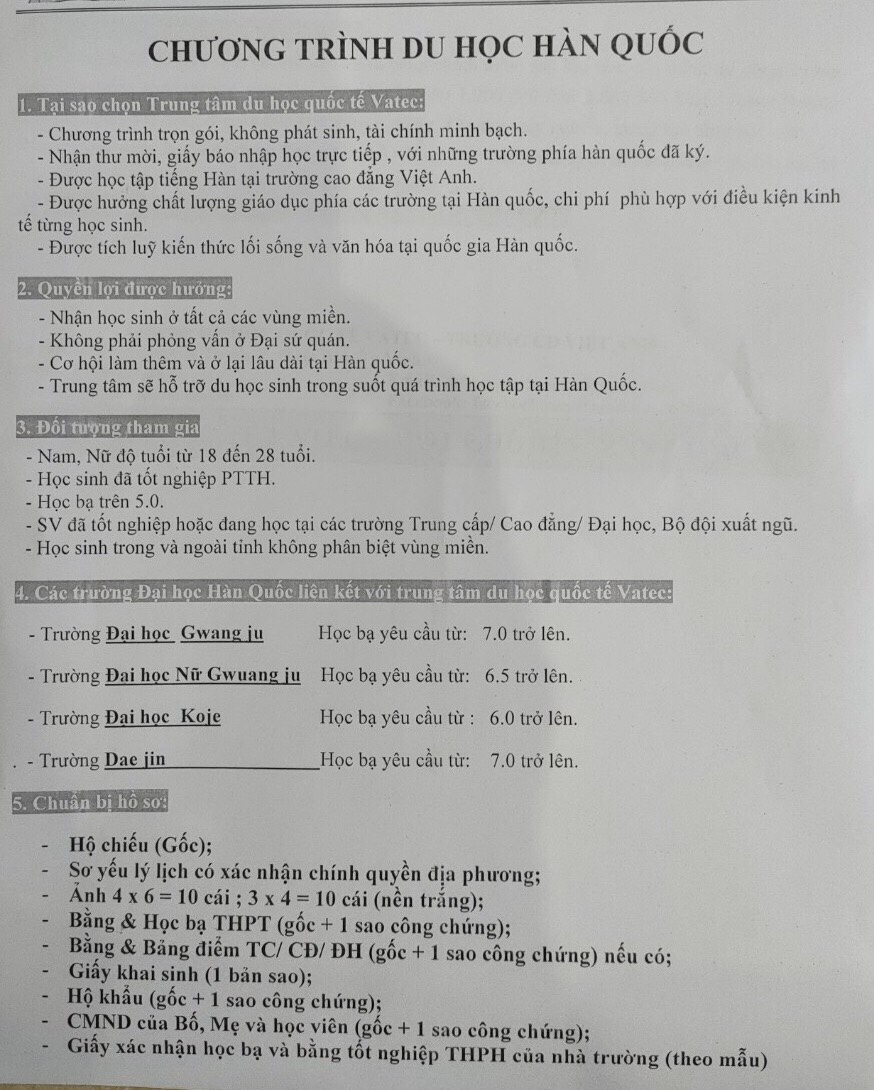 CHƯƠNG TRÌNH DU HỌC HÀN QUỐC
1. Tại sao chọn Trung tâm du học quốc tế Vatec:
- Chương trình trọn gói, không phát sinh, tài chính minh bạch.
- Nhận thư mời, giấy báo nhập học trực tiếp , với những trường phía hàn quốc đã ký.
- Được học tập tiếng Hàn tại trường cao đẳng Việt Anh.
- Được hưởng chất lượng giáo dục phía các trường tại Hàn quốc, chi phí phù hợp với điều kiện kinh
tế từng học sinh.
- Được tích luỹ kiến thức lối sống và văn hóa tại quốc gia Hàn quốc.
2. Quyền lợi được hưởng:
- Nhận học sinh ở tất cả các vùng miền.
- Không phải phỏng vấn ở Đại sứ quán.
- Cơ hội làm thêm và ở lại lâu dài tại Hàn quốc.
- Trung tâm sẽ hỗ trỡ du học sinh trong suốt quá trình học tập tại Hàn Quốc.
3. Đối tượng tham gia
- Nam, Nữ độ tuổi từ 18 đến 28 tuổi.
- Học sinh đã tốt nghiệp PTTH.
- Học bạ trên 5.0.
- SV đã tốt nghiệp hoặc đang học tại các trường Trung cấp/ Cao đẳng/ Đại học, Bộ đội xuất ngũ.
- Học sinh trong và ngoài tỉnh không phân biệt vùng miền.
4. Các trường Đại học Hàn Quốc liên kết với trung tâm du học quốc tế Vatec:
- Trường Đại học Gwang ju Học bạ yêu cầu từ: 7.0 trở lên.
- Trường Đại học Nữ Gwuang ju Học bạ yêu cầu từ: 6.5 trở lên.
- Trường Đại học Koje Học bạ yêu cầu từ : 6.0 trở lên.
. - Trường Dae jin Học bạ yêu cầu từ: 7.0 trở lên.
5. Chuẩn bị hồ sơ:
- Hộ chiếu (Gốc);
- Sơ yếu lý lịch có xác nhận chính quyền địa phương;
- Ảnh 4 x 6 = 10 cái ; 3 x 4 = 10 cái (nền trắng);
- Bằng & Học bạ THPT (gốc + 1 sao công chứng);
- Bằng & Bảng điểm TC/ CĐ/ ĐH (gốc + 1 sao công chứng) nếu có;
- Giấy khai sinh (1 bản sao);
- Hộ khẩu (gốc + 1 sao công chứng);
- CMND của Bố, Mẹ và học viên (gốc + 1 sao công chứng);
- Giấy xác nhận học bạ và bằng tốt nghiệp THPH của nhà trường (theo mẫu)